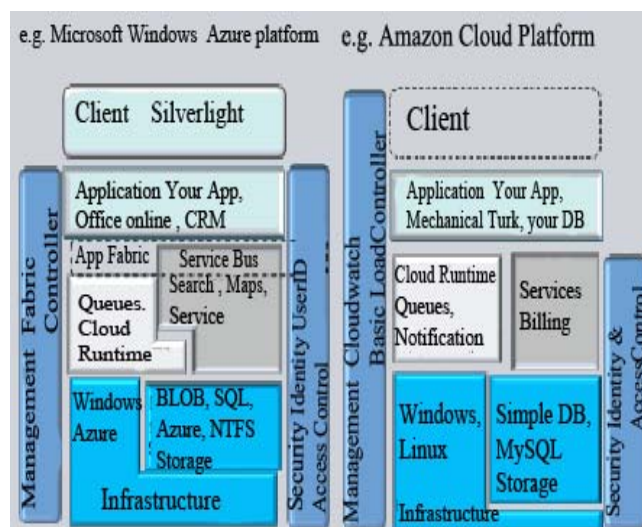 e.g. Microsoft Windows Azure platform
Client Silverlight
Management Fabric
Controller
Application Your App,
Office online , CRM
App Fabric
Service Bus
Search , Maps,
Service
Queues.
Cloud
Runtime
Windows
Azure
BLOB, SQL,
Azure, NTFS
Storage
Infrastructure
Security Identity UserID
Access Control
e.g. Amazon Cloud Platform
Management Cloudwatch
Basic LoadController
Client
Application Your App,
Mechanical Turk, your DB
Cloud Runtime
Queues,
Notification
Services
Billing
Windows,
Linux
Simple DB,
MySQL
Storage
Infrastructure
Security Identity &
AccessControl